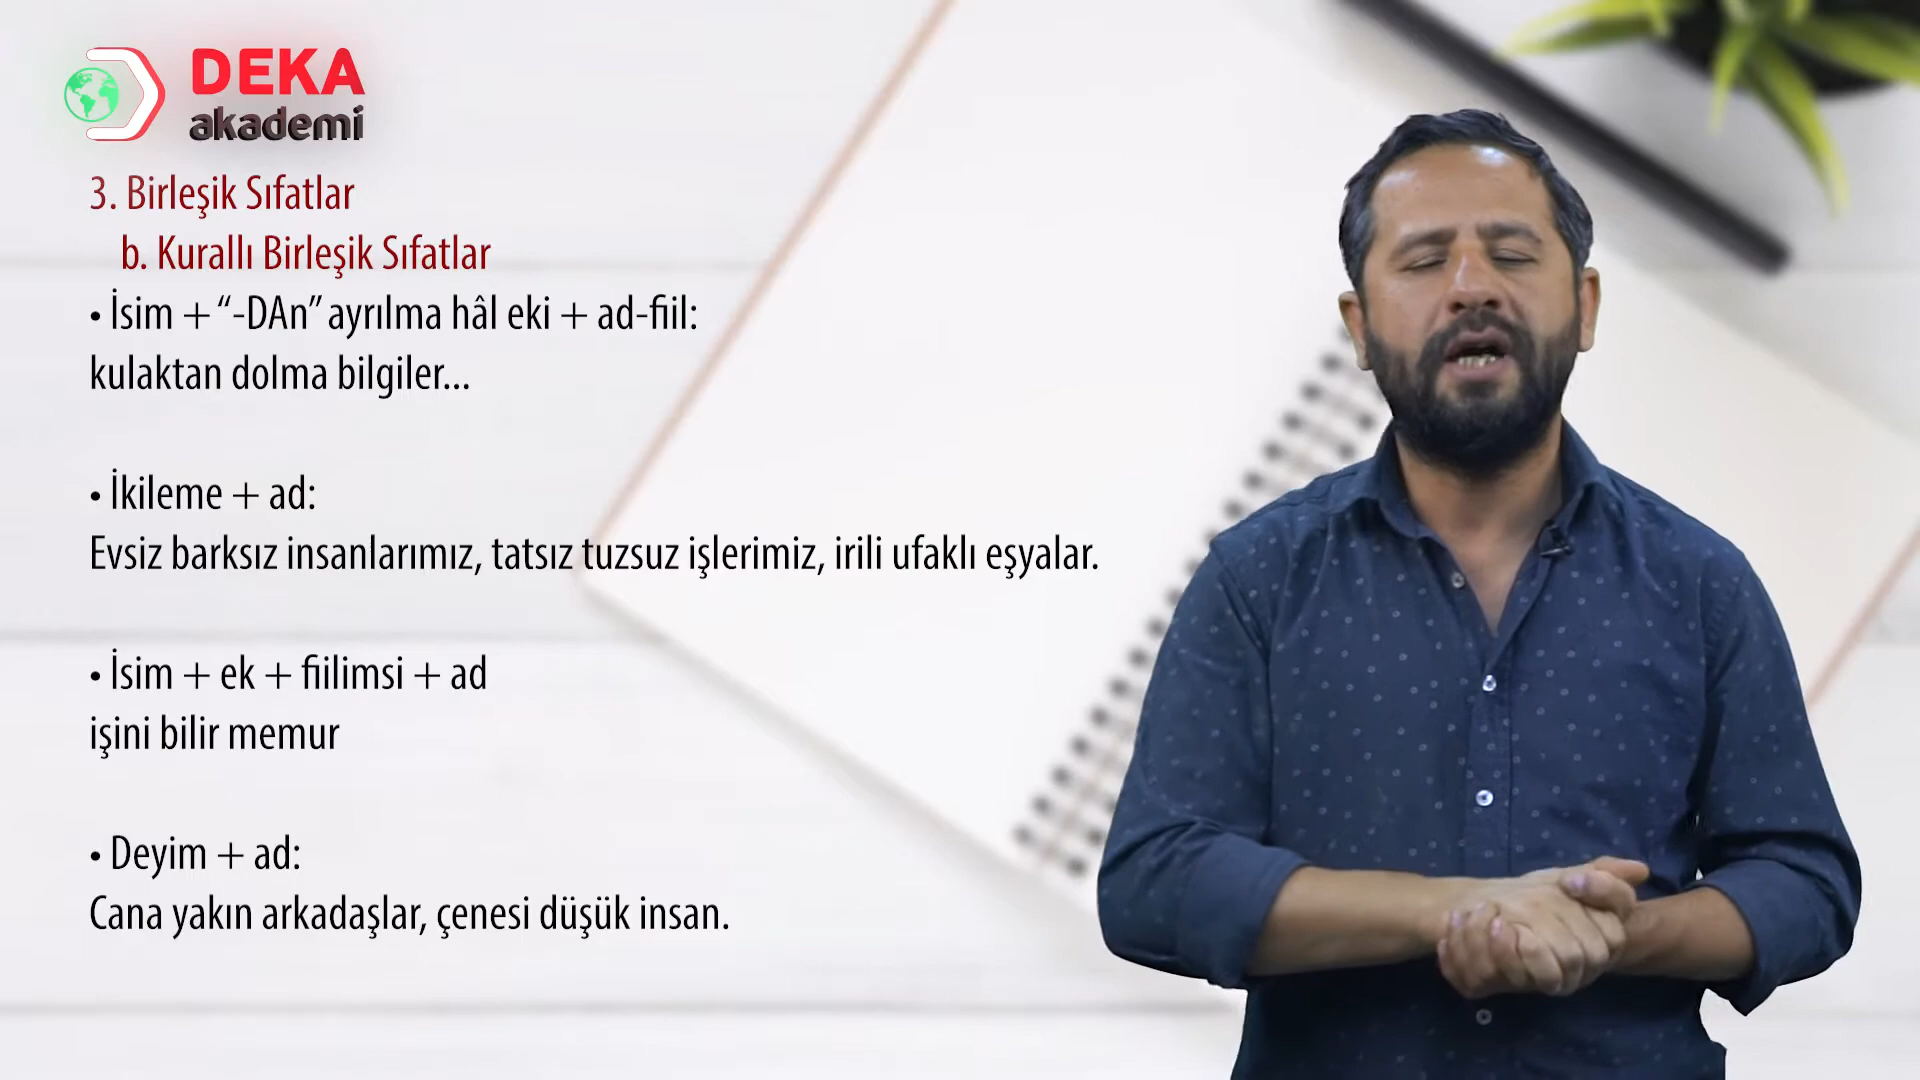 DEKA
akademi
3. Birleşik Sıfatlar
b. Kurallı Birleşik Sıfatlar
• İsim + “-DAn” ayrılma hâl eki + ad-fiil:
kulaktan dolma bilgiler...
• İkileme + ad:
Evsiz barksız insanlarımız, tatsız tuzsuz işlerimiz, irili ufaklı eşyalar.
• İsim + ek + fiilimsi + ad
işini bilir memur
• Deyim + ad:
Cana yakın arkadaşlar, çenesi düşük insan.